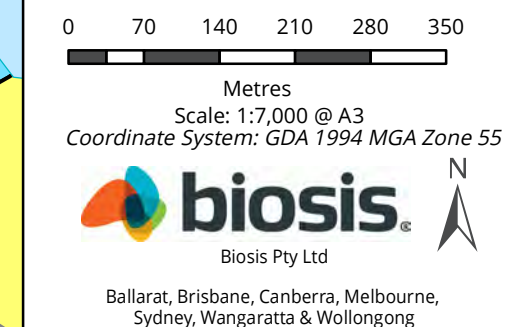 0 70 140 210 280 350
Metres
Scale: 1:7,000 @ A3
Coordinate System: GDA 1994 MGA Zone 55
N
biosis®
Biosis Pty Ltd
Ballarat, Brisbane, Canberra, Melbourne,
Sydney, Wangaratta & Wollongong